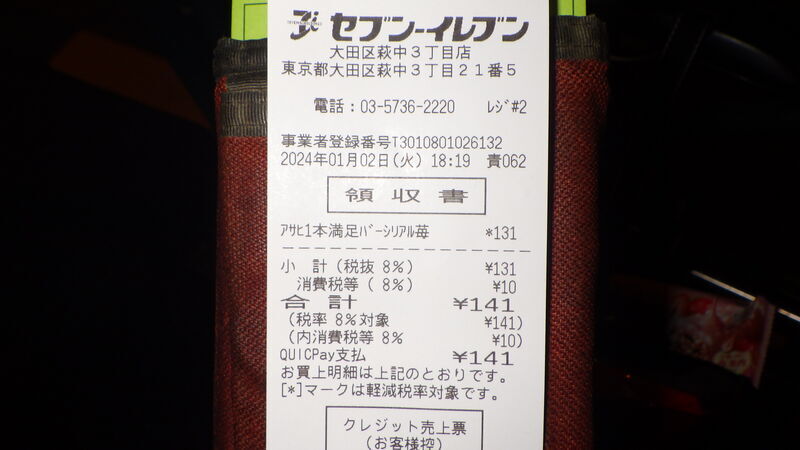 セブン-イレブン
大田区萩中3丁目店
東京都大田区萩中3丁目21番5
電話:03-5736-2220 レジ#2
事業者登録番号T3010801026132
2024年01月02日(火) 18:19 責062
領収書
アサヒ1本満足バーシリアル苺 *131
小 計(税抜 8%) ¥131
消費税等( 8%) ¥10
合 計 ¥141
(税率 8%対象 ¥141)
(内消費税等 8% ¥10)
QUICPay支払 ¥141
お買上明細は上記のとおりです。
[*]マークは軽減税率対象です。
クレジット売上票
(お客様控)